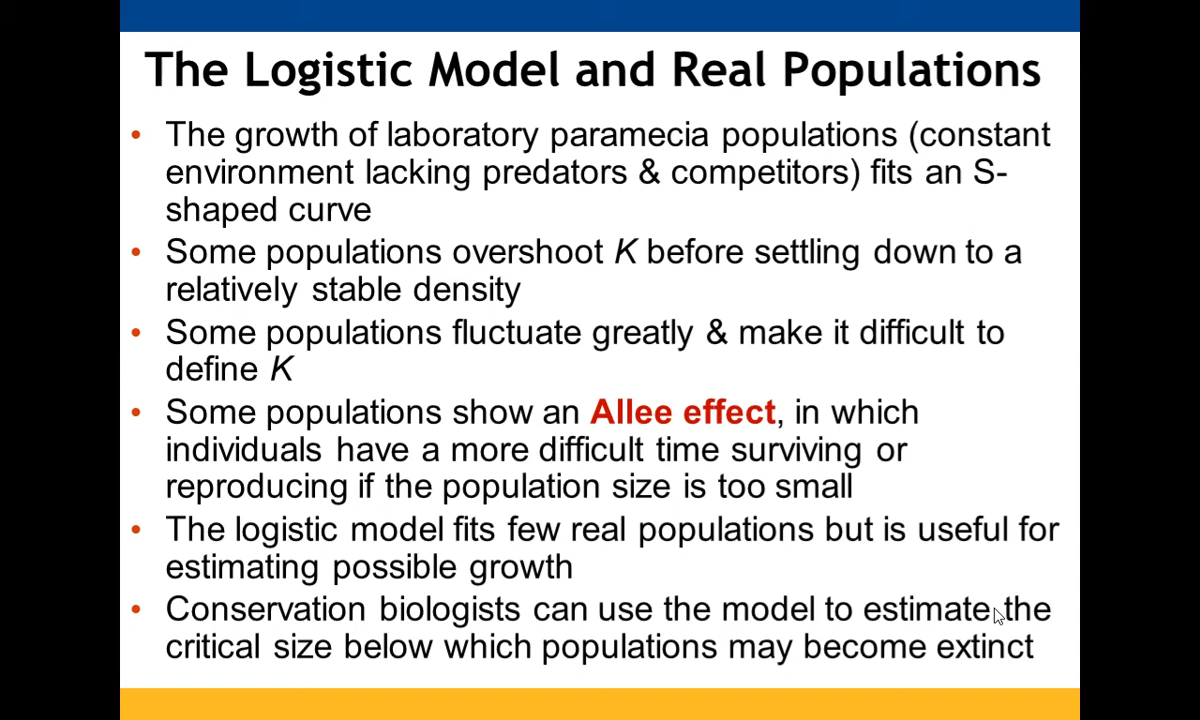 The Logistic Model and Real Populations
• The growth of laboratory paramecia populations (constant
environment lacking predators & competitors) fits an S-
shaped curve
• Some populations overshoot K before settling down to a
relatively stable density
• Some populations fluctuate greatly & make it difficult to
define K
• Some populations show an Allee effect, in which
individuals have a more difficult time surviving or
reproducing if the population size is too small
• The logistic model fits few real populations but is useful for
estimating possible growth
• Conservation biologists can use the model to estimate the
critical size below which populations may become extinct